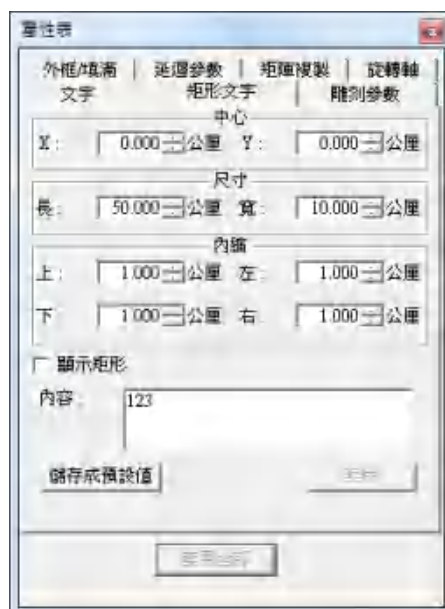 屬性表
外框/填滿 延遲參數 矩陣複製 旋轉軸
文字 矩形文字 雕刻參數
中心
X： 0.000 公厘 Y： 0.000 公厘
尺寸
長： 50.000 公厘 寬： 10.000 公厘
內縮
上： 1.000 公厘 左： 1.000 公厘
下 1.000 公厘 右： 1.000 公厘
顯示矩形
內容： 123
儲存成預設值